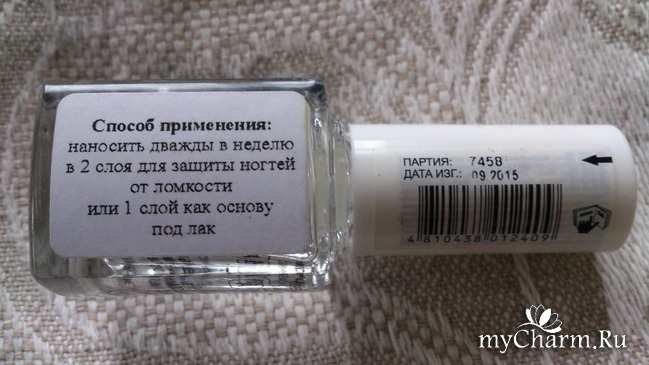 Способ применения:
наносить дважды в неделю
в 2 слоя для защиты ногтей
от ломкости
или 1 слой как основу
под лак
ПАРТИЯ: 7458
ДАТА ИЗГ.: 09 2015
4 810438 012409
myCharm.Ru